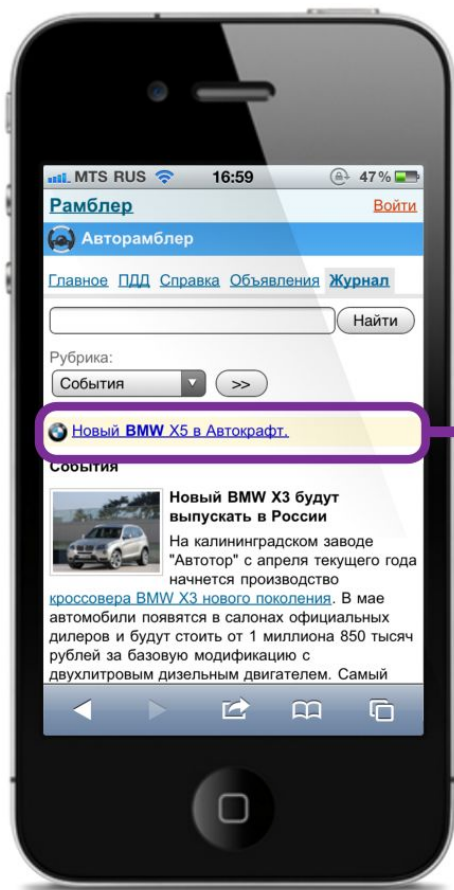 MTS RUS 16:59 47%
Рамблер Войти
Авторамблер
Главное ПДД Справка Объявления Журнал
Найти
Рубрика:
События >>
Новый BMW X5 в Автокрафт.
События
Новый BMW X3 будут
выпускать в России
На калининградском заводе
"Автотор" с апреля текущего года
начнется производство
кроссовера BMW X3 нового поколения. В мае
автомобили появятся в салонах официальных
дилеров и будут стоить от 1 миллиона 850 тысяч
рублей за базовую модификацию с
двухлитровым дизельным двигателем. Самый